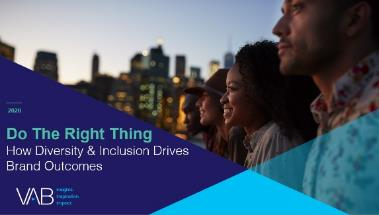 2020
Do The Right Thing
How Diversity & Inclusion Drives
Brand Outcomes
VAB
Insights.
Inspiration.
Impact.